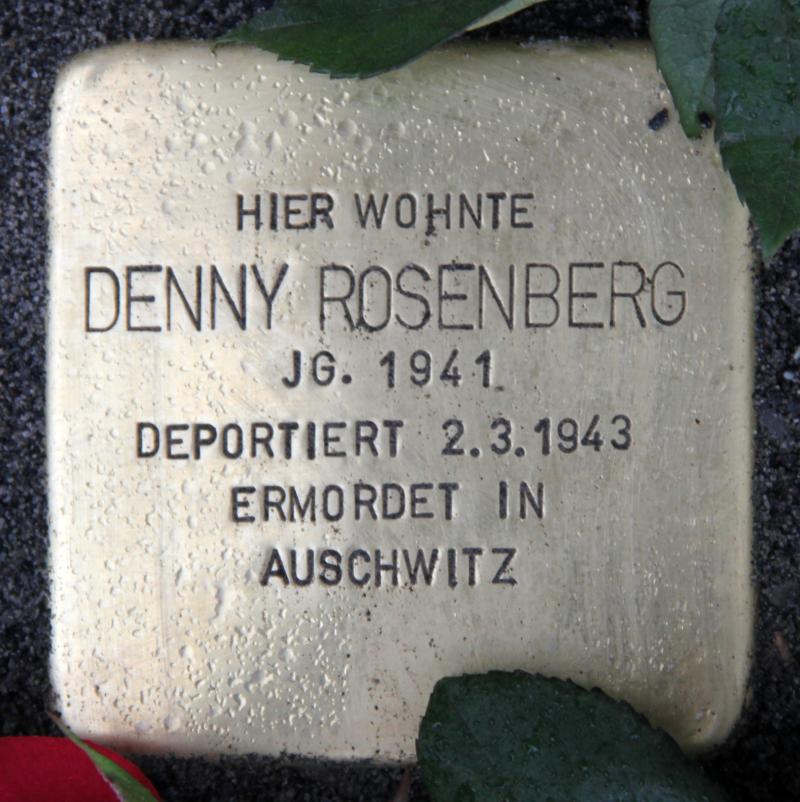 HIER WOHNTE
DENNY ROSENBERG
JG. 1941
DEPORTIERT 2.3.1943
ERMORDET IN
AUSCHWITZ